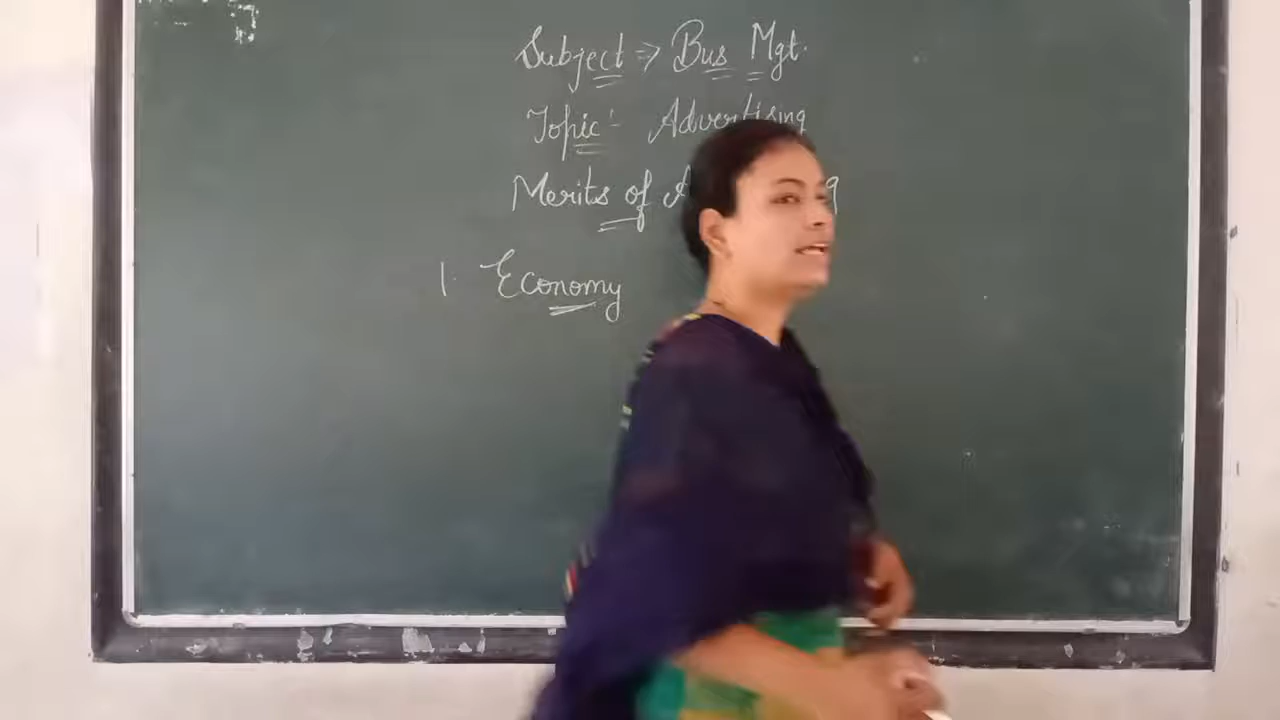 Subject => Bus Mgt.
Topic :- Advertising
Merits of
1. Economy